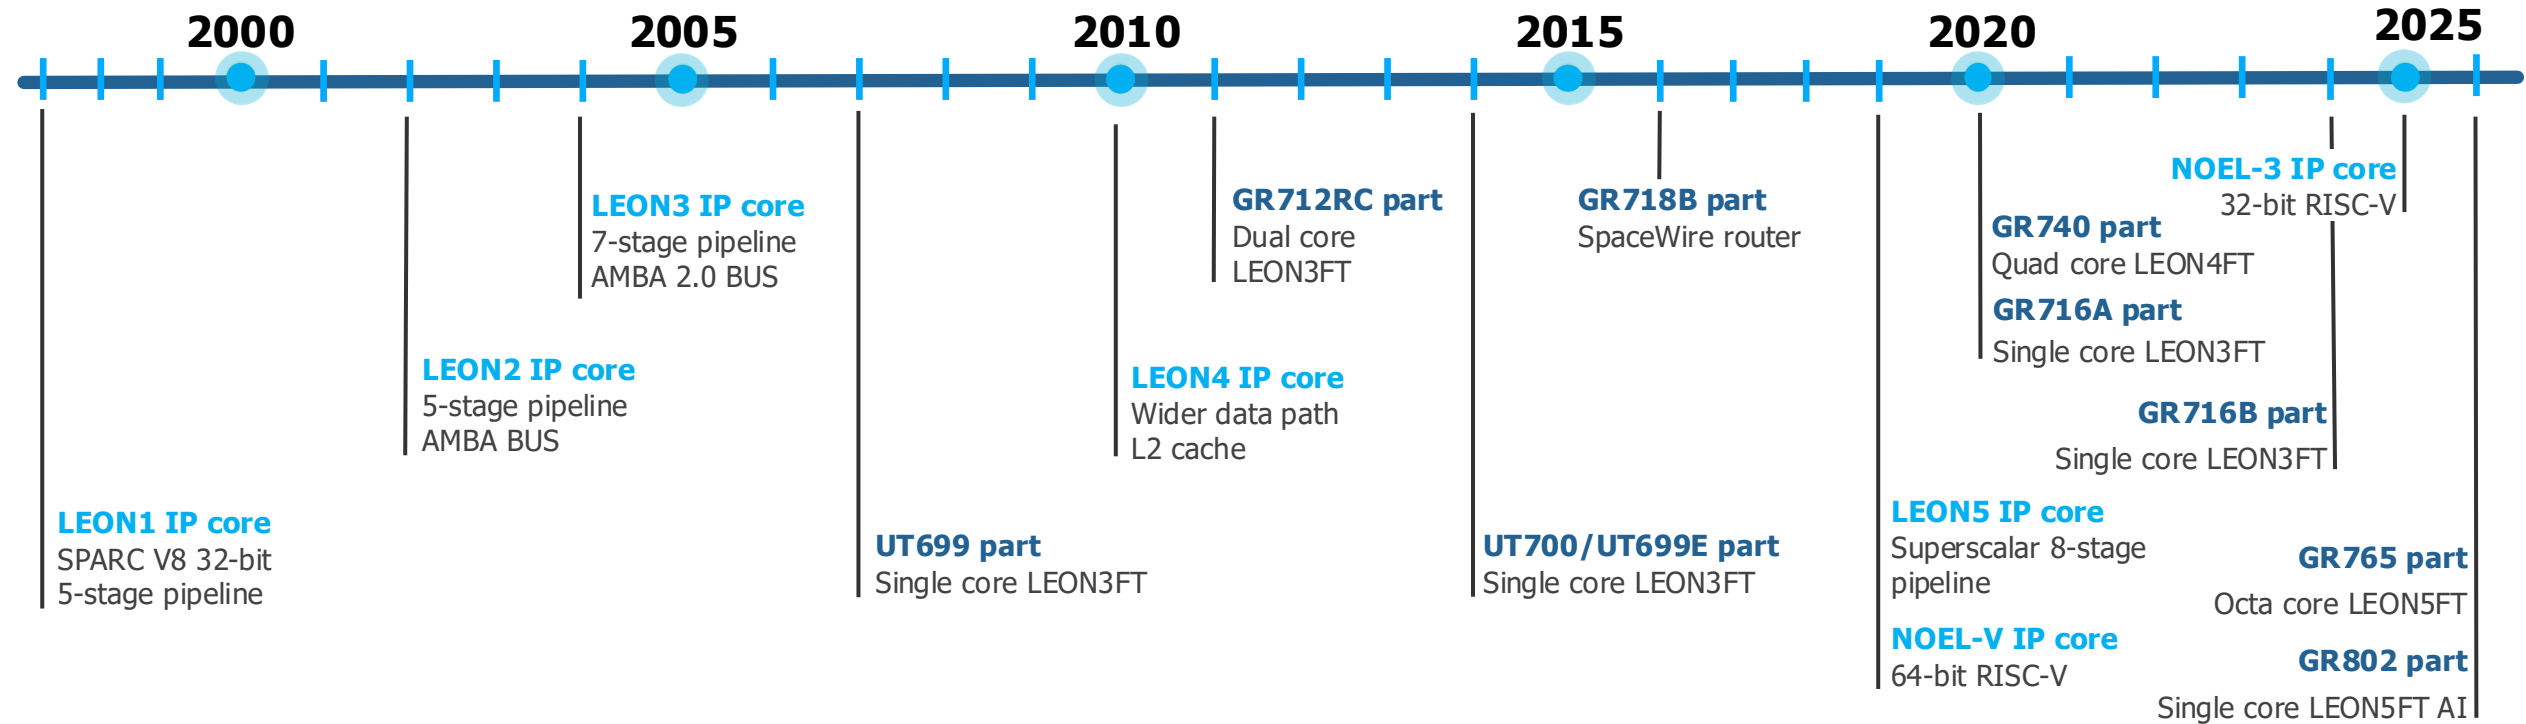 2000
2005
2010
2015
2020
2025
LEON1 IP core
SPARC V8 32-bit
5-stage pipeline
LEON2 IP core
5-stage pipeline
AMBA BUS
LEON3 IP core
7-stage pipeline
AMBA 2.0 BUS
UT699 part
Single core LEON3FT
LEON4 IP core
Wider data path
L2 cache
GR712RC part
Dual core
LEON3FT
UT700/UT699E part
Single core LEON3FT
GR718B part
SpaceWire router
LEON5 IP core
Superscalar 8-stage
pipeline
NOEL-V IP core
64-bit RISC-V
GR740 part
Quad core LEON4FT
GR716A part
Single core LEON3FT
GR716B part
Single core LEON3FT
NOEL-3 IP core
32-bit RISC-V
GR765 part
Octa core LEON5FT
GR802 part
Single core LEON5FT AI